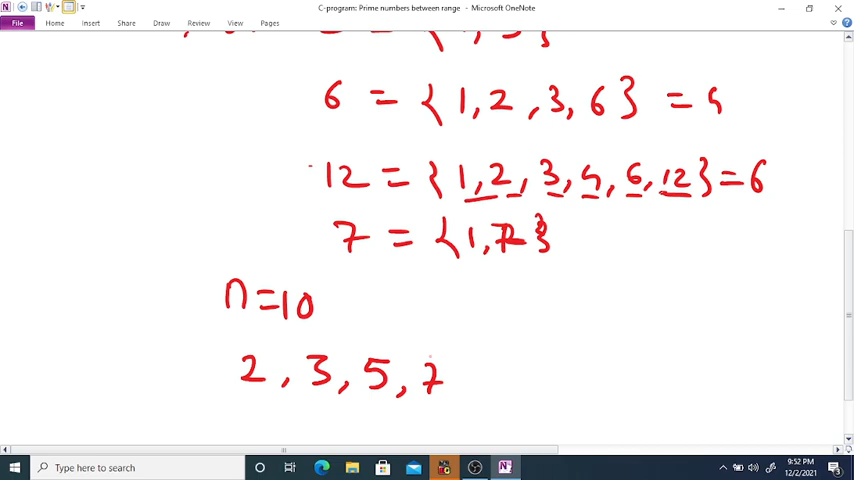 C-program: Prime numbers between range - Microsoft OneNote
File Home Insert Share Draw Review View Pages
6 = {1, 2, 3, 6} = 4
12 = {1, 2, 3, 4, 6, 12} = 6
7 = {1, 7}
n = 10
2, 3, 5, 7
Type here to search
9:52 PM
12/2/2021